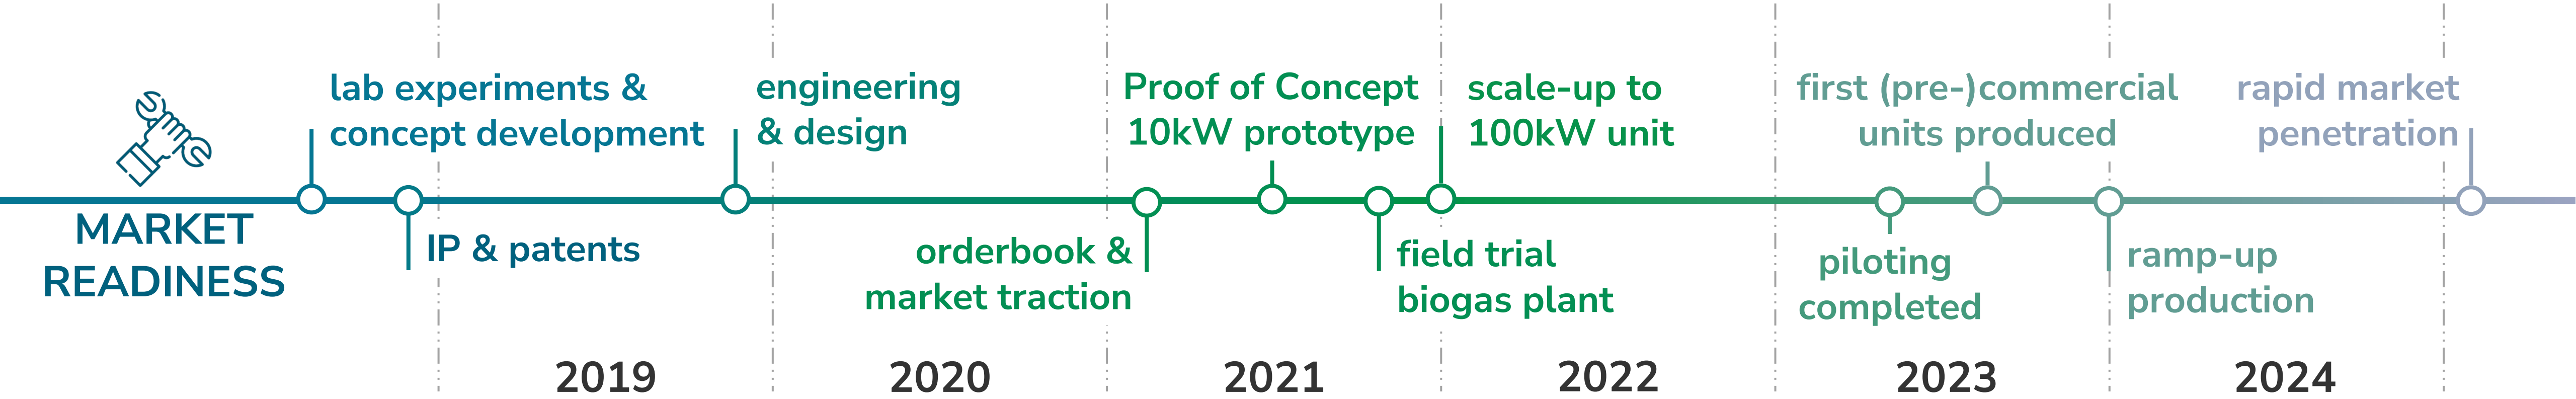 MARKET
READINESS
lab experiments &
concept development
IP & patents
engineering
& design
orderbook &
market traction
Proof of Concept
10kW prototype
field trial
biogas plant
scale-up to
100kW unit
piloting
completed
first (pre-)commercial
units produced
ramp-up
production
rapid market
penetration
2019
2020
2021
2022
2023
2024